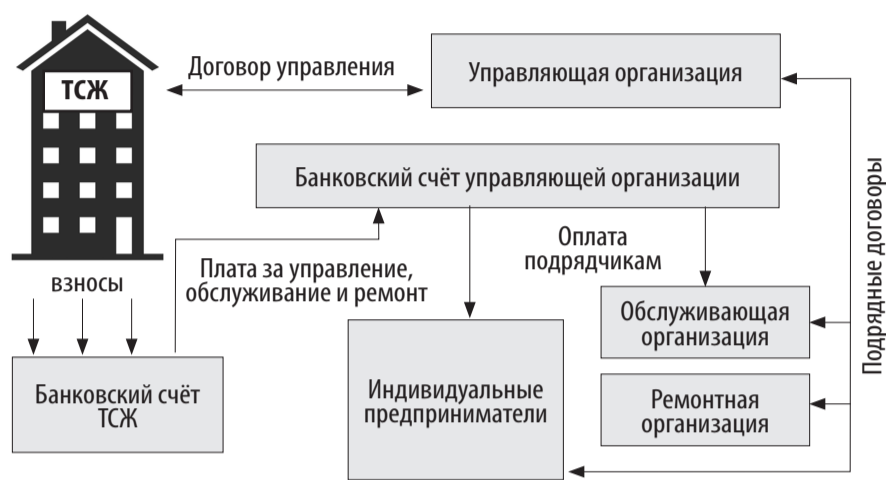 ТСЖ
Договор управления
Управляющая организация
Банковский счёт управляющей организации
взносы
Плата за управление,
обслуживание и ремонт
Оплата
подрядчикам
Обслуживающая
организация
Подрядные договоры
Банковский счёт
ТСЖ
Индивидуальные
предприниматели
Ремонтная
организация